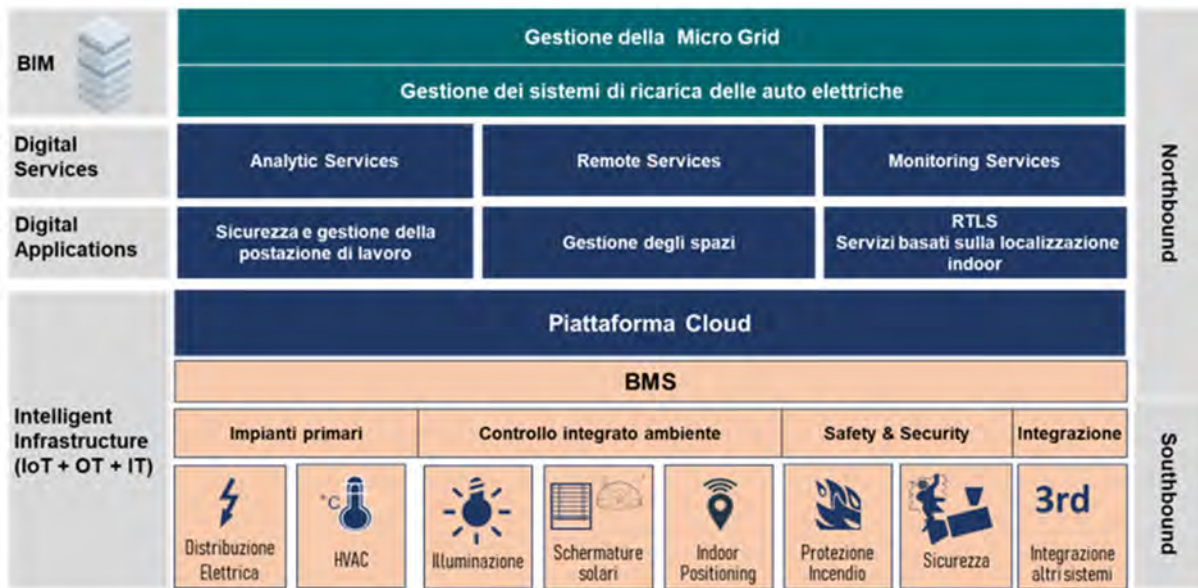 BIM
Gestione della Micro Grid
Gestione dei sistemi di ricarica delle auto elettriche
Digital
Services
Analytic Services
Remote Services
Monitoring Services
Digital
Applications
Sicurezza e gestione della
postazione di lavoro
Gestione degli spazi
RTLS
Servizi basati sulla localizzazione
indoor
Northbound
Intelligent
Infrastructure
(IoT + OT + IT)
Piattaforma Cloud
BMS
Impianti primari
Controllo integrato ambiente
Safety & Security
Integrazione
°C
3rd
Distribuzione
Elettrica
HVAC
Illuminazione
Schermature
solari
Indoor
Positioning
Protezione
Incendio
Sicurezza
Integrazione
altri sistemi
Southbound